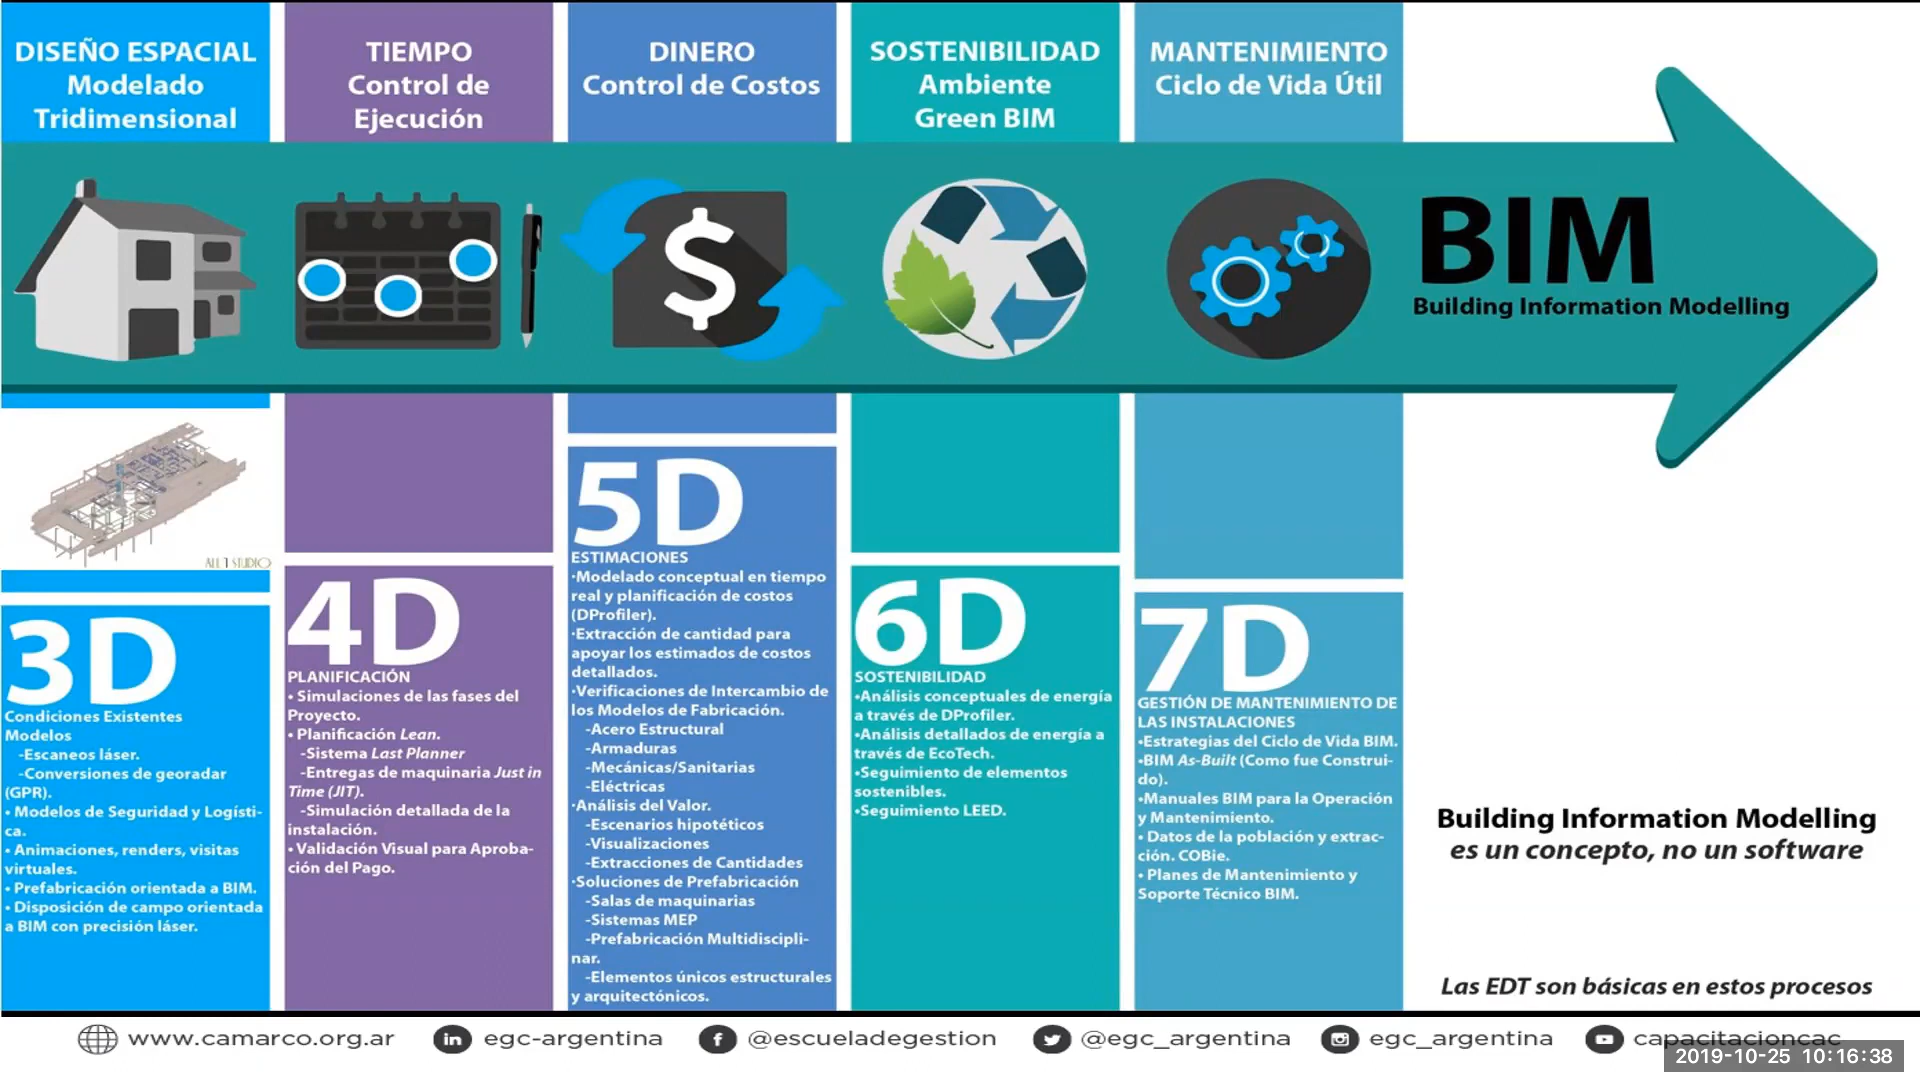 DISEÑO ESPACIAL
Modelado
Tridimensional
TIEMPO
Control de
Ejecución
DINERO
Control de Costos
SOSTENIBILIDAD
Ambiente
Green BIM
MANTENIMIENTO
Ciclo de Vida Útil
$
BIM
Building Information Modelling
ALL 1 STUDIO
3D
Condiciones Existentes
Modelos
-Escaneos láser.
-Conversiones de georadar
(GPR).
• Modelos de Seguridad y Logísti-
ca.
• Animaciones, renders, visitas
virtuales.
• Prefabricación orientada a BIM.
• Disposición de campo orientada
a BIM con precisión láser.
4D
PLANIFICACIÓN
• Simulaciones de las fases del
Proyecto.
• Planificación Lean.
-Sistema Last Planner
-Entregas de maquinaria Just in
Time (JIT).
-Simulación detallada de la
instalación.
• Validación Visual para Aproba-
ción del Pago.
5D
ESTIMACIONES
·Modelado conceptual en tiempo
real y planificación de costos
(DProfiler).
·Extracción de cantidad para
apoyar los estimados de costos
detallados.
·Verificaciones de Intercambio de
los Modelos de Fabricación.
-Acero Estructural
-Armaduras
-Mecánicas/Sanitarias
-Eléctricas
·Análisis del Valor.
-Escenarios hipotéticos
-Visualizaciones
-Extracciones de Cantidades
·Soluciones de Prefabricación
-Salas de maquinarias
-Sistemas MEP
-Prefabricación Multidiscipli-
nar.
-Elementos únicos estructurales
y arquitectónicos.
6D
SOSTENIBILIDAD
•Análisis conceptuales de energía
a través de DProfiler.
•Análisis detallados de energía a
través de EcoTech.
•Seguimiento de elementos
sostenibles.
•Seguimiento LEED.
7D
GESTIÓN DE MANTENIMIENTO DE
LAS INSTALACIONES
•Estrategias del Ciclo de Vida BIM.
•BIM As-Built (Como fue Construi-
do).
•Manuales BIM para la Operación
y Mantenimiento.
• Datos de la población y extrac-
ción. COBie.
• Planes de Mantenimiento y
Soporte Técnico BIM.
Building Information Modelling
es un concepto, no un software
Las EDT son básicas en estos procesos
www.camarco.org.ar
in egc-argentina
f @escueladegestion
@egc_argentina
egc_argentina
capacitacioncac
2019-10-25 10:16:38